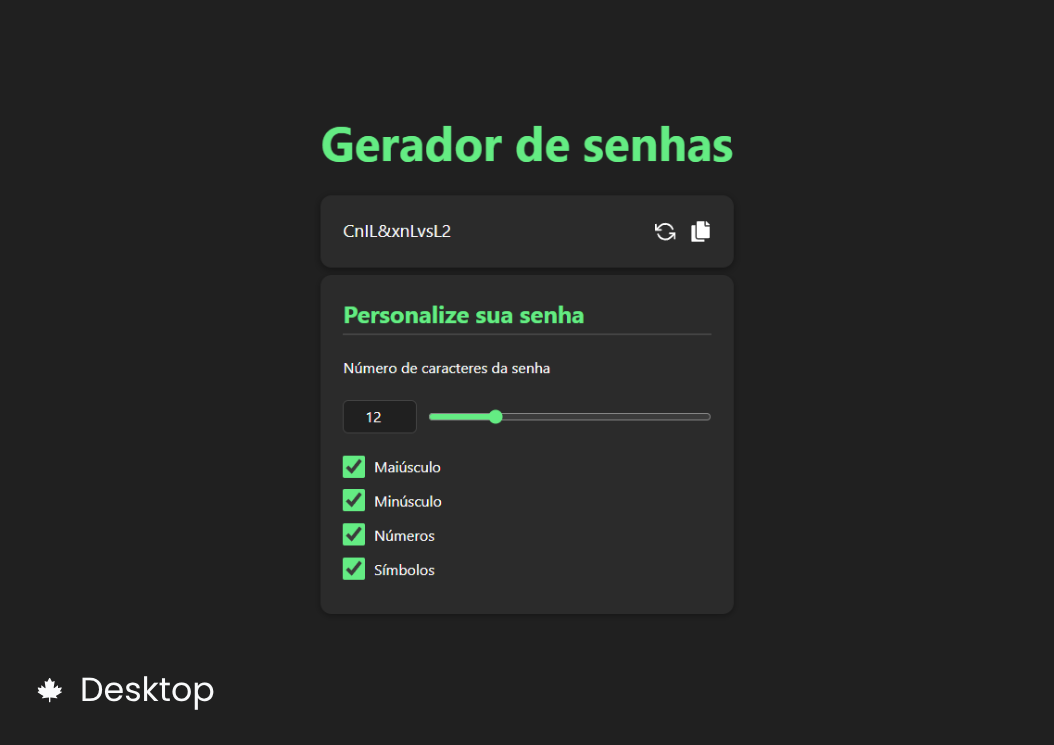 Gerador de senhas
CnIL&xnLvsL2
Personalize sua senha
Número de caracteres da senha
12
Maiúsculo
Minúsculo
Números
Símbolos
Desktop